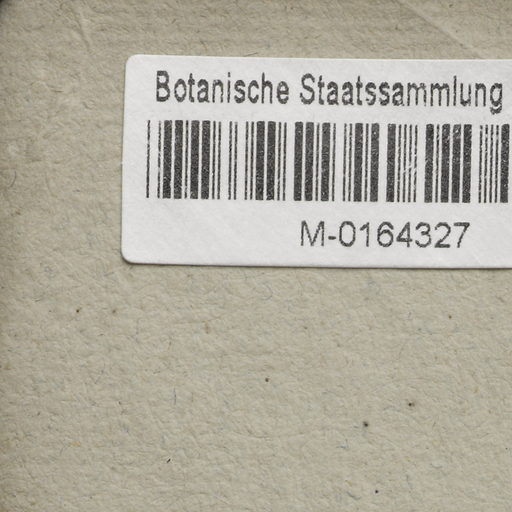 Botanische Staatssammlung
M-0164327